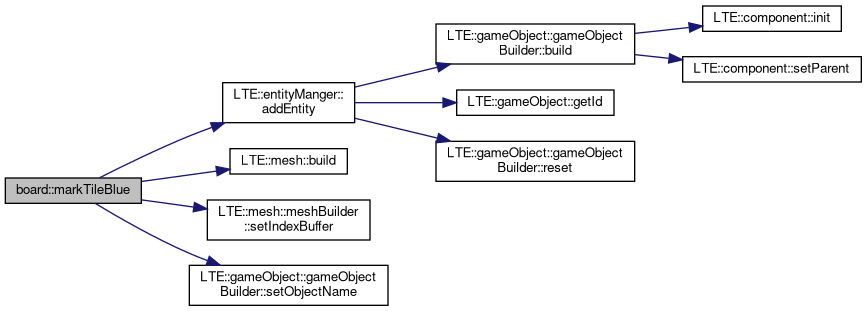 board::markTileBlue
LTE::entityManger::
addEntity
LTE::mesh::build
LTE::mesh::meshBuilder
::setIndexBuffer
LTE::gameObject::gameObject
Builder::setObjectName
LTE::gameObject::gameObject
Builder::build
LTE::gameObject::getId
LTE::gameObject::gameObject
Builder::reset
LTE::component::init
LTE::component::setParent